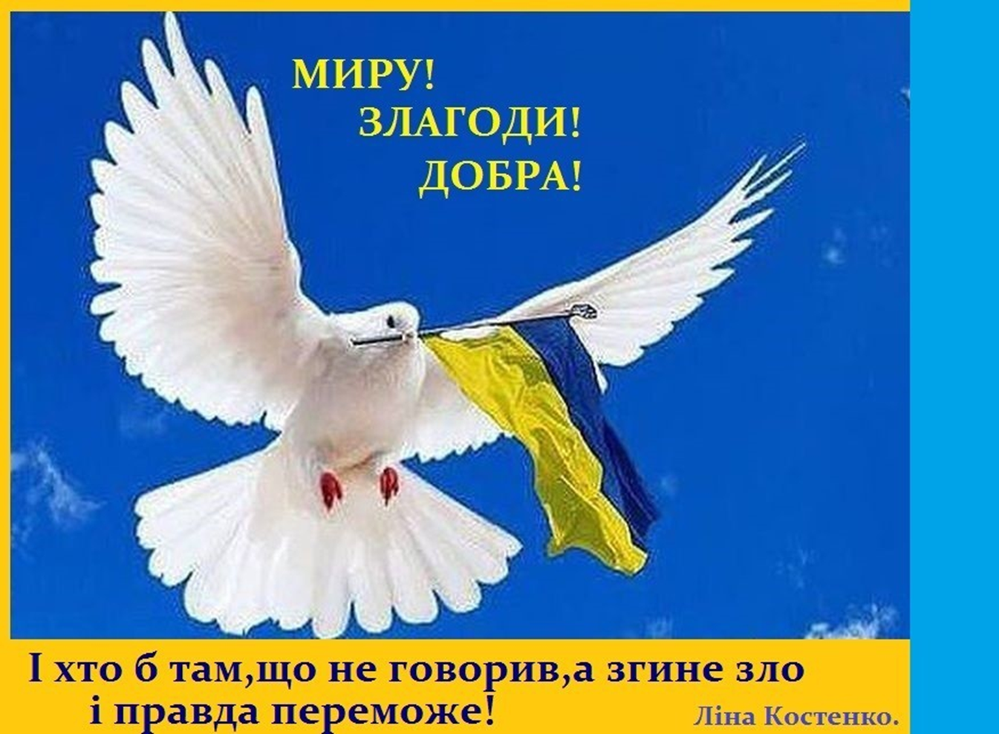 МИРУ!
ЗЛАГОДИ!
ДОБРА!
І хто б там,що не говорив,а згине зло
і правда переможе!
Ліна Костенко.